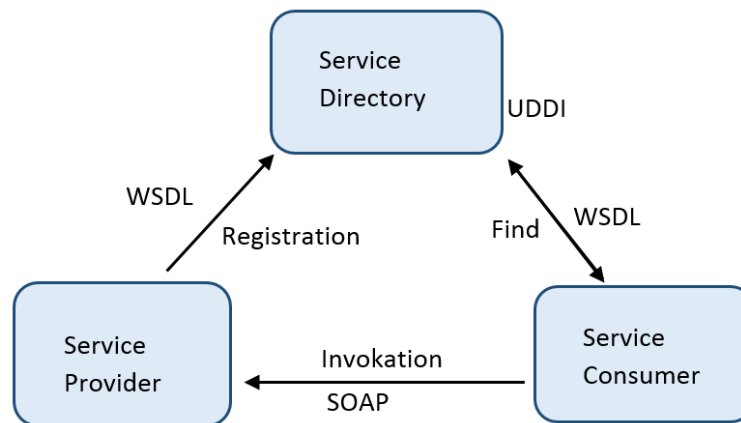 Service
Directory
UDDI
WSDL
Registration
Find
WSDL
Service
Provider
Invokation
SOAP
Service
Consumer